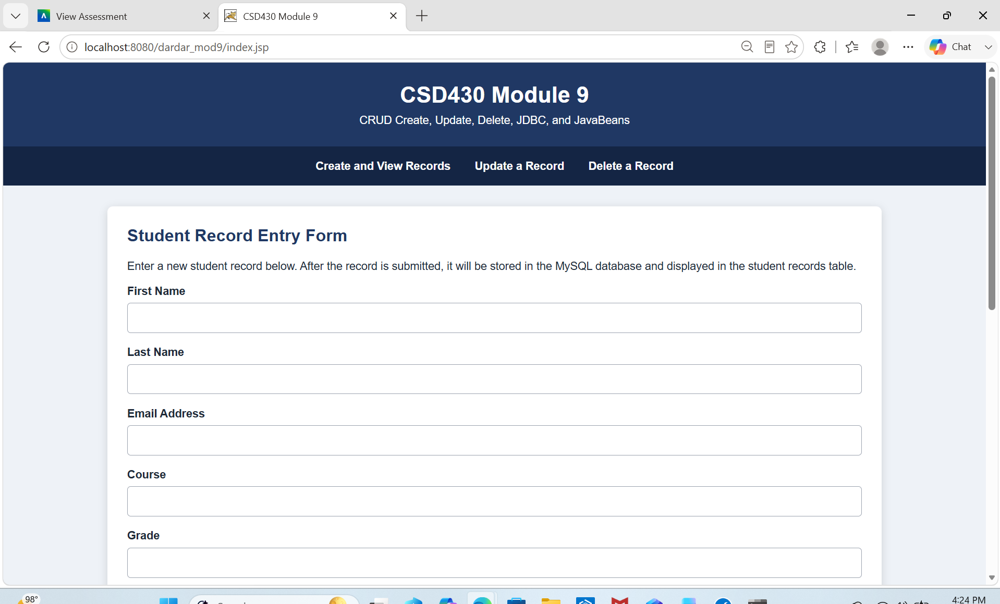 View Assessment
CSD430 Module 9
localhost:8080/dardar_mod9/index.jsp
Chat
CSD430 Module 9
CRUD Create, Update, Delete, JDBC, and JavaBeans
Create and View Records
Update a Record
Delete a Record
Student Record Entry Form
Enter a new student record below. After the record is submitted, it will be stored in the MySQL database and displayed in the student records table.
First Name
Last Name
Email Address
Course
Grade
98°
4:24 PM